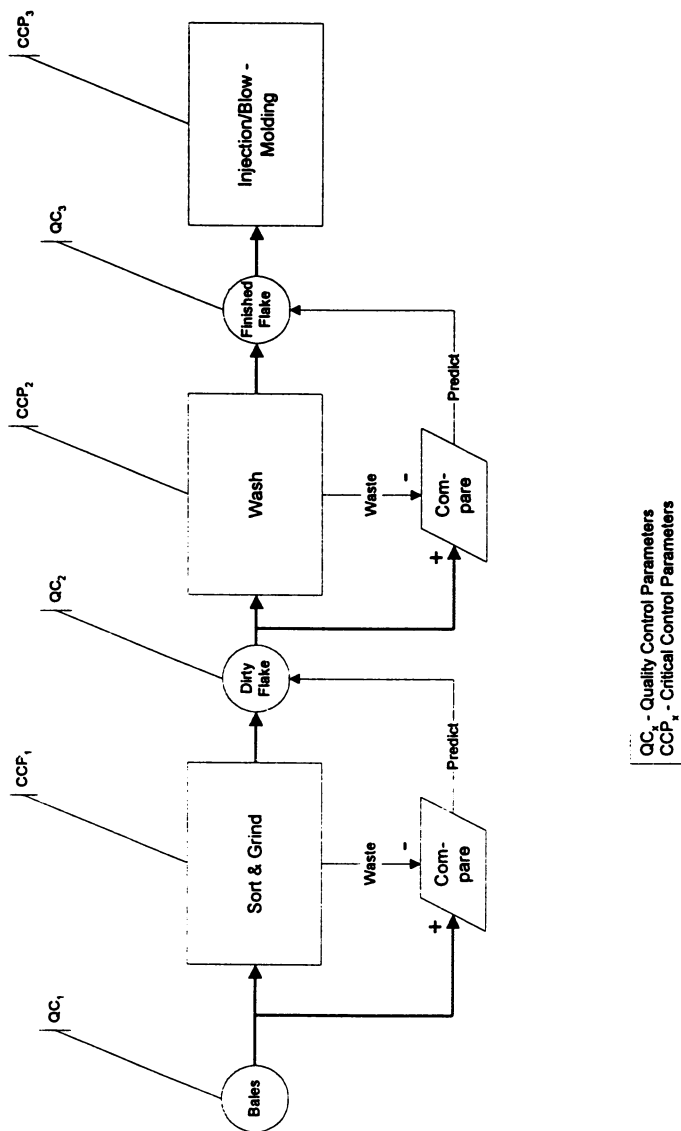 QC₁
CCP₁
QC₂
CCP₂
QC₃
CCP₃
Bales
Sort & Grind
Dirty
Flake
Wash
Finished
Flake
Injection/Blow -
Molding
Waste
Waste
+
-
Com-
pare
Predict
+
-
Com-
pare
Predict
QCₓ - Quality Control Parameters
CCPₓ - Critical Control Parameters